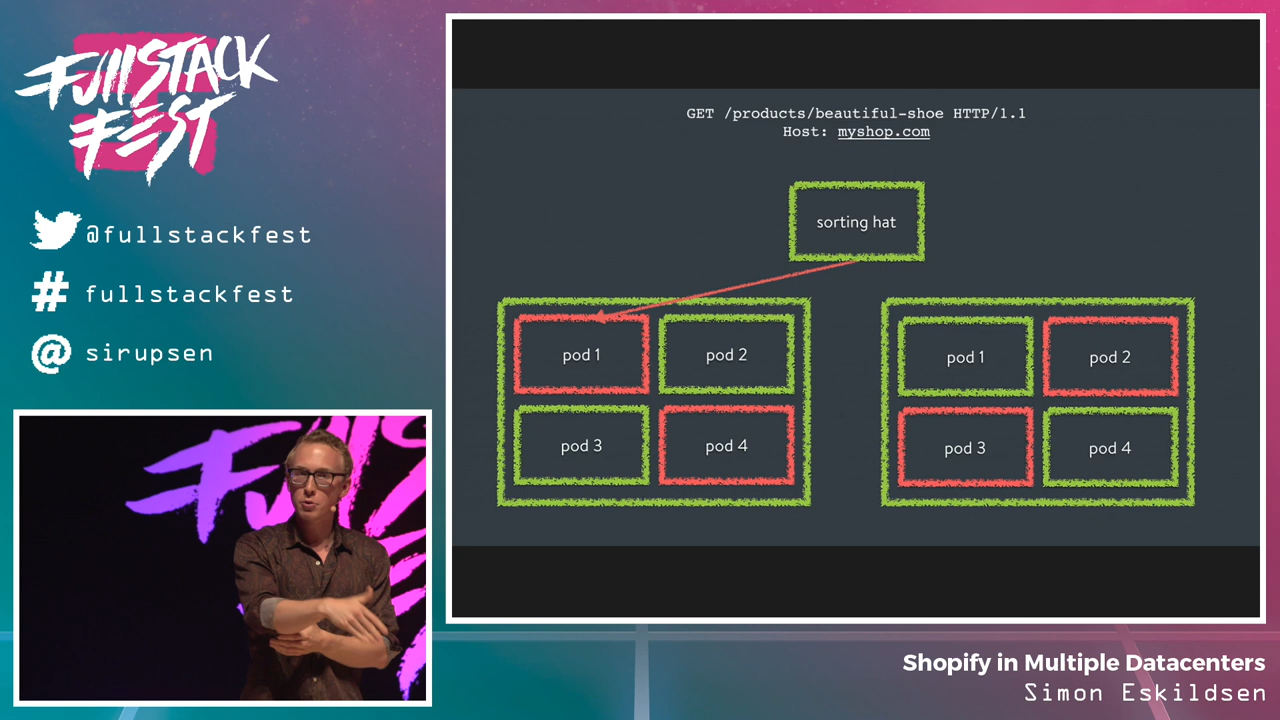 FullSTACK
FEST
@fullstackfest
# fullstackfest
@ sirupsen
GET /products/beautiful-shoe HTTP/1.1
Host: myshop.com
sorting hat
pod 1
pod 2
pod 3
pod 4
pod 1
pod 2
pod 3
pod 4
Shopify in Multiple Datacenters
Simon Eskildsen